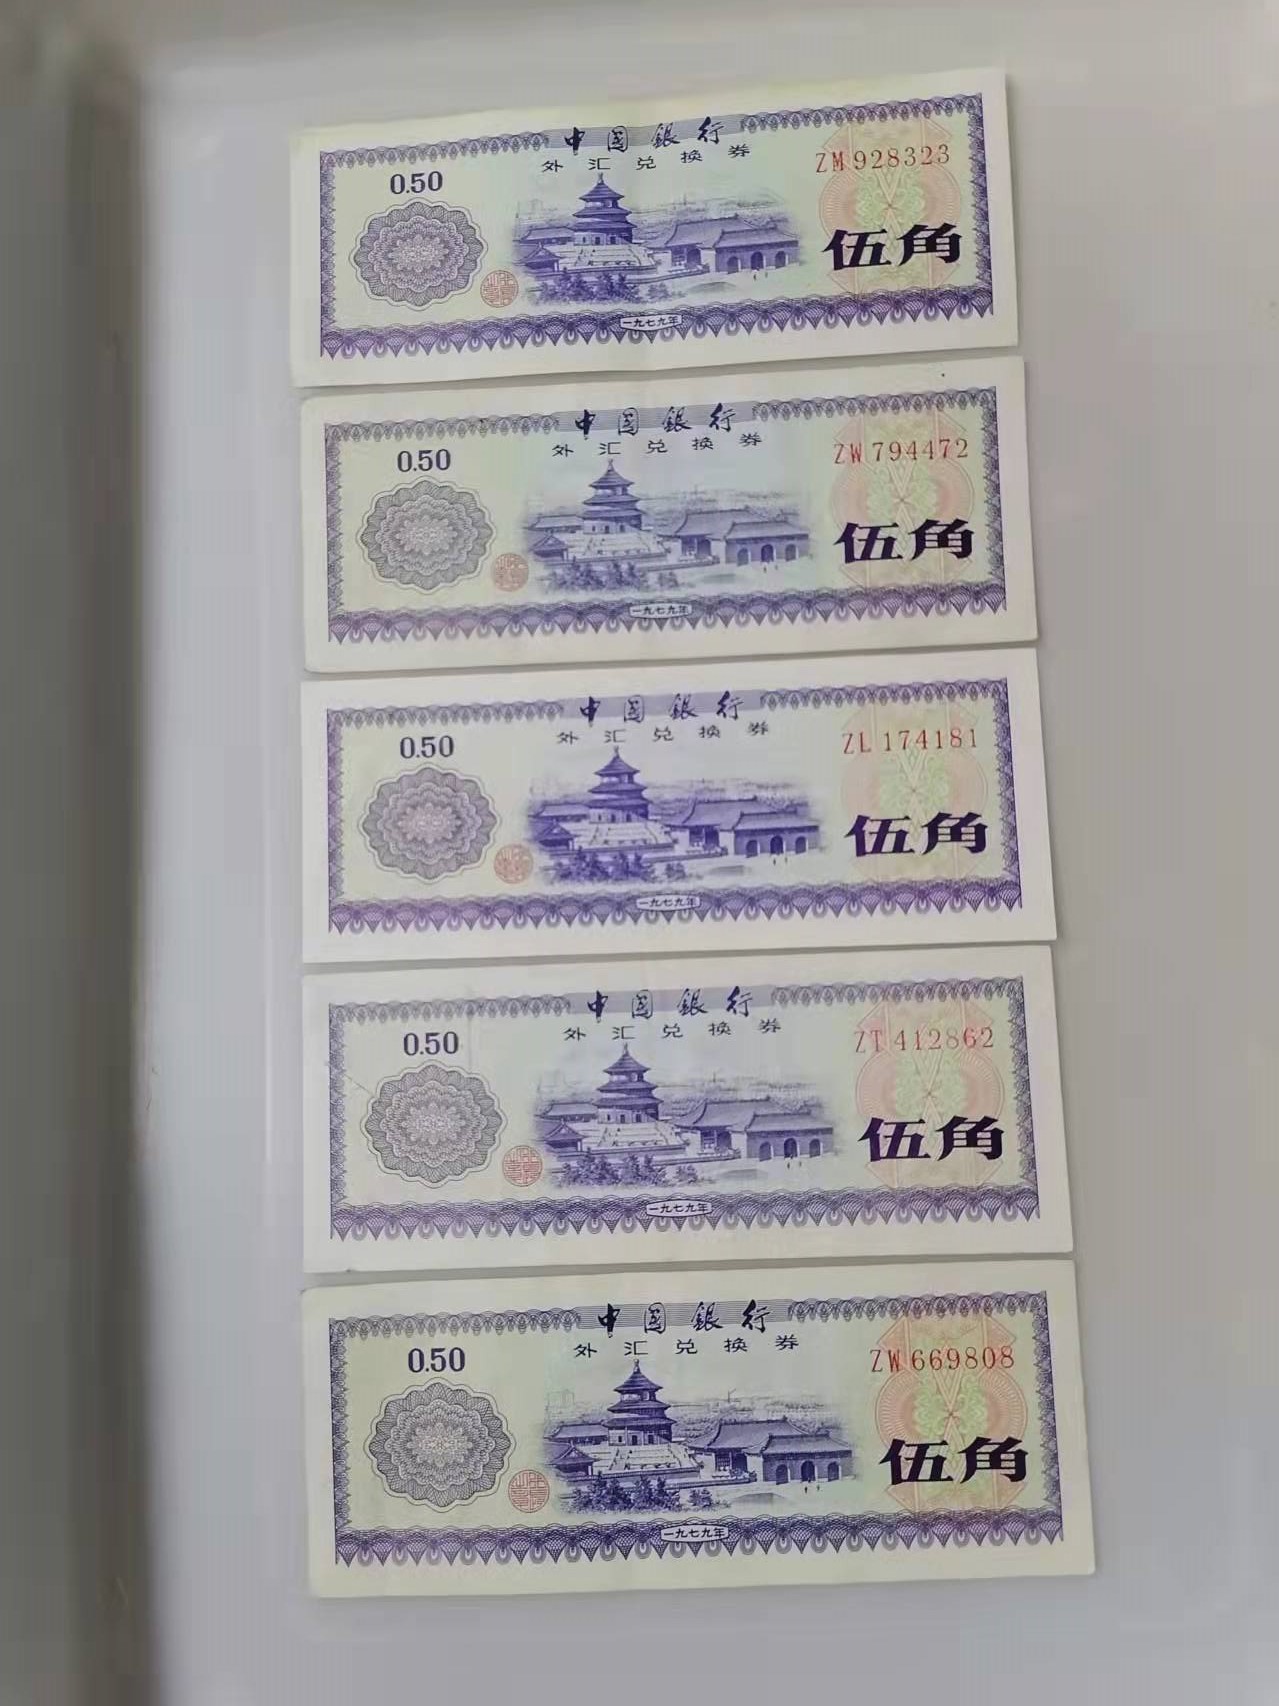 中国銀行
外汇兑换券
ZM 928323
0.50
伍角
一九七九年
中国銀行
外汇兑换券
ZW 794472
0.50
伍角
一九七九年
中国銀行
外汇兑换券
ZL 174181
0.50
伍角
一九七九年
中国銀行
外汇兑换券
ZT 412862
0.50
伍角
一九七九年
中国銀行
外汇兑换券
ZW 669808
0.50
伍角
一九七九年